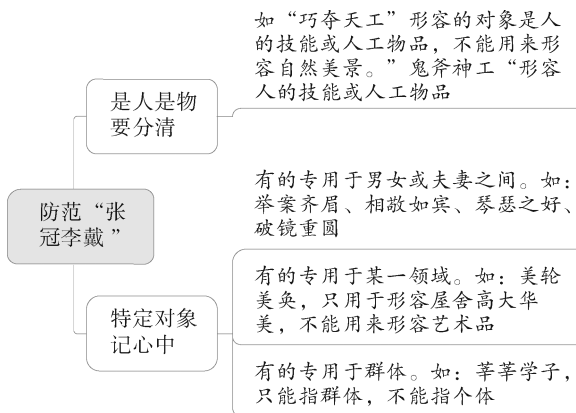 如“巧夺天工”形容的对象是人
的技能或人工物品，不能用来形
容自然美景。”鬼斧神工“形容
人的技能或人工物品
是人是物
要分清
有的专用于男女或夫妻之间。如：
举案齐眉、相敬如宾、琴瑟之好、
破镜重圆
防范“张
冠李戴”
有的专用于某一领域。如：美轮
美奂，只用于形容屋舍高大华
美，不能用来形容艺术品
特定对象
记心中
有的专用于群体。如：莘莘学子，
只能指群体，不能指个体